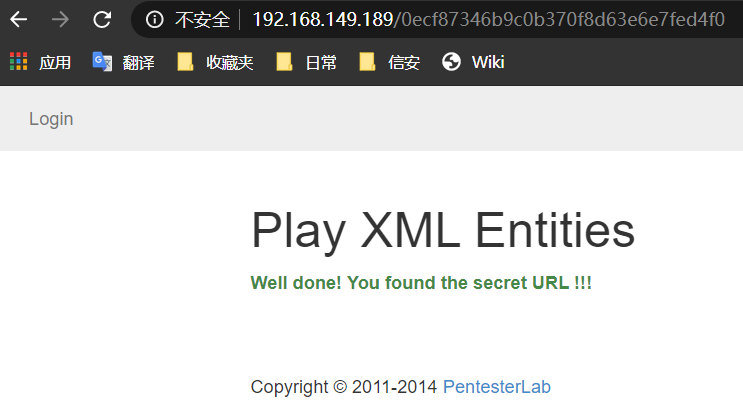 不安全 192.168.149.189/0ecf87346b9c0b370f8d63e6e7fed4f0
应用 翻译 收藏夹 日常 信安 Wiki
Login
Play XML Entities
Well done! You found the secret URL !!!
Copyright © 2011-2014 PentesterLab